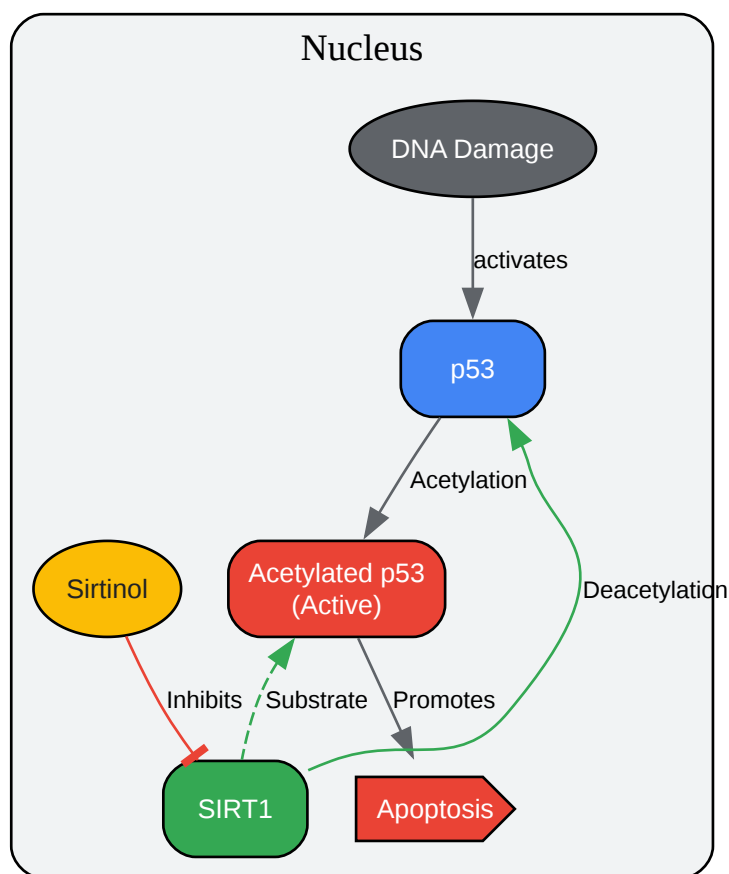 Nucleus
DNA Damage
activates
p53
Acetylation
Sirtinol
Acetylated p53
(Active)
Deacetylation
Inhibits
Substrate
Promotes
SIRT1
Apoptosis